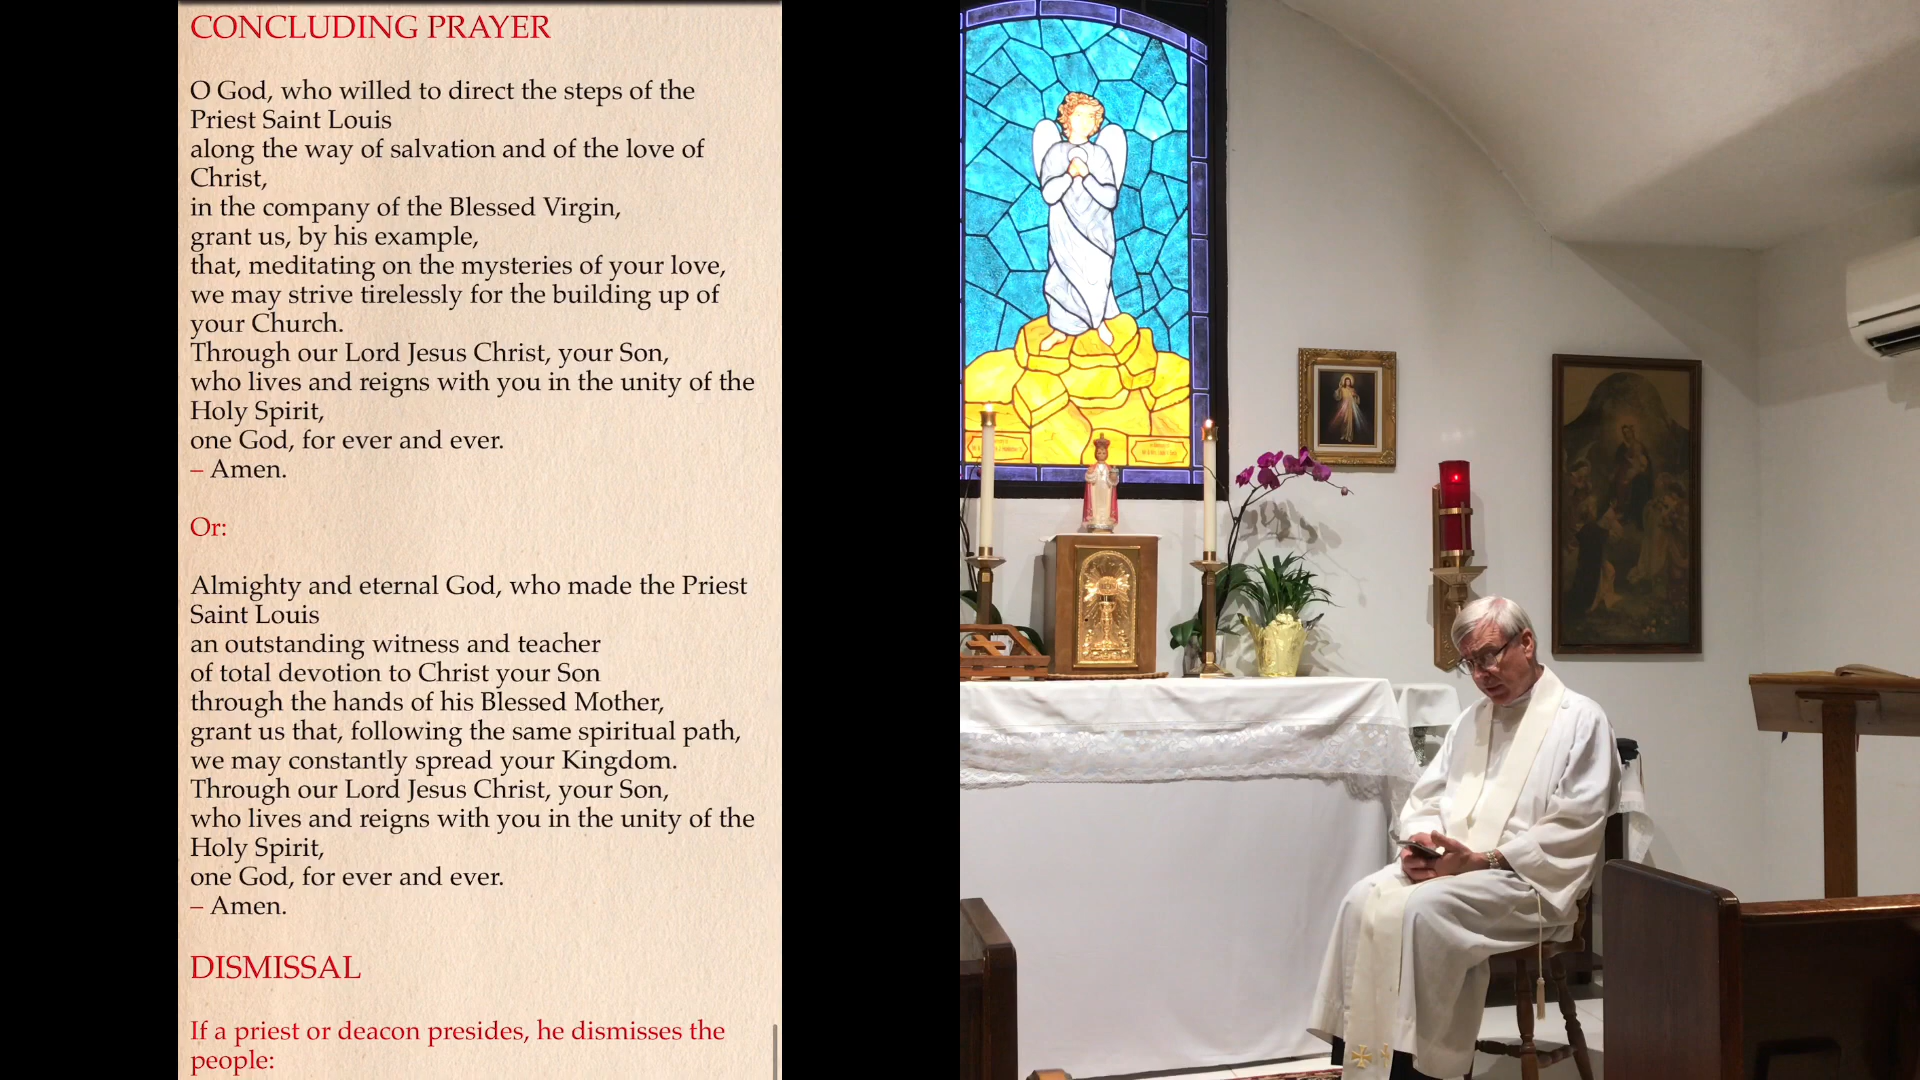 CONCLUDING PRAYER
O God, who willed to direct the steps of the
Priest Saint Louis
along the way of salvation and of the love of
Christ,
in the company of the Blessed Virgin,
grant us, by his example,
that, meditating on the mysteries of your love,
we may strive tirelessly for the building up of
your Church.
Through our Lord Jesus Christ, your Son,
who lives and reigns with you in the unity of the
Holy Spirit,
one God, for ever and ever.
– Amen.
Or:
Almighty and eternal God, who made the Priest
Saint Louis
an outstanding witness and teacher
of total devotion to Christ your Son
through the hands of his Blessed Mother,
grant us that, following the same spiritual path,
we may constantly spread your Kingdom.
Through our Lord Jesus Christ, your Son,
who lives and reigns with you in the unity of the
Holy Spirit,
one God, for ever and ever.
– Amen.
DISMISSAL
If a priest or deacon presides, he dismisses the
people: